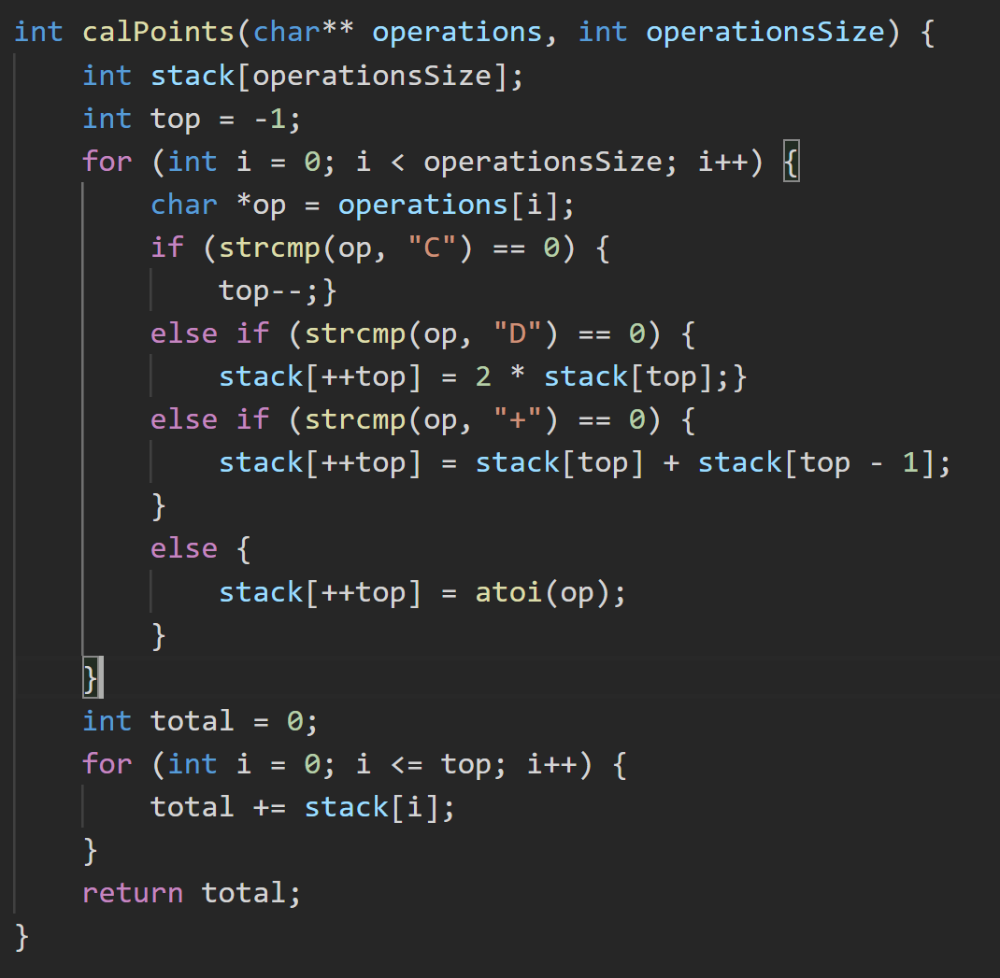 int calPoints(char** operations, int operationsSize) {
    int stack[operationsSize];
    int top = -1;
    for (int i = 0; i < operationsSize; i++) {
        char *op = operations[i];
        if (strcmp(op, "C") == 0) {
            top--;}
        else if (strcmp(op, "D") == 0) {
            stack[++top] = 2 * stack[top];}
        else if (strcmp(op, "+") == 0) {
            stack[++top] = stack[top] + stack[top - 1];
        }
        else {
            stack[++top] = atoi(op);
        }
    }
    int total = 0;
    for (int i = 0; i <= top; i++) {
        total += stack[i];
    }
    return total;
}